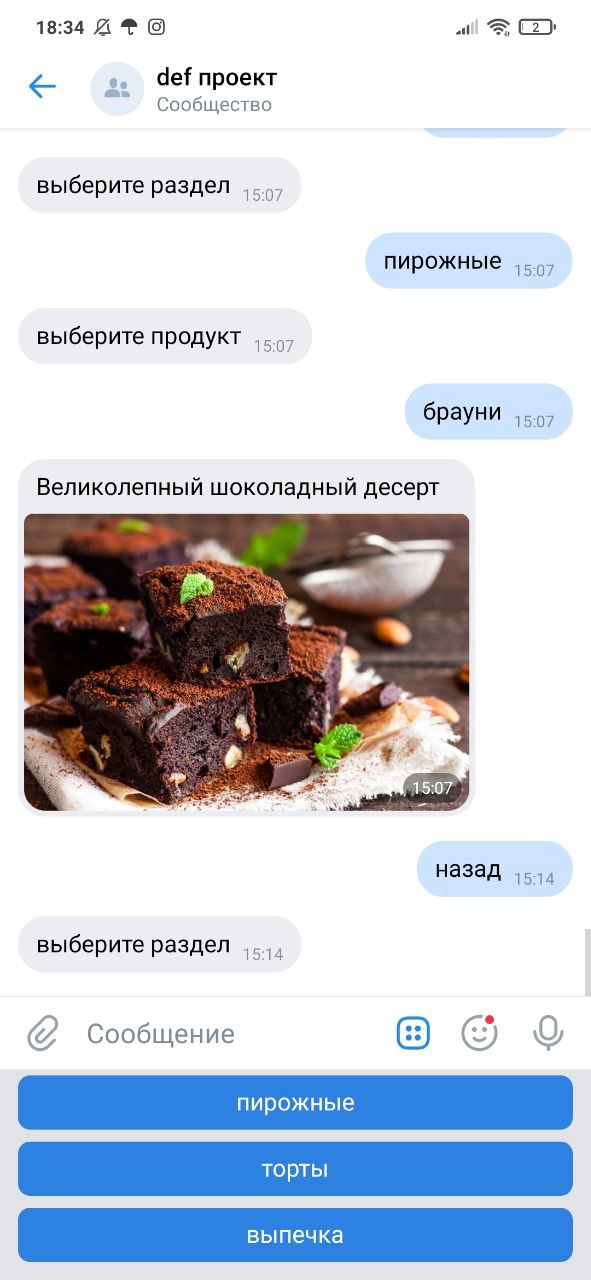 18:34
2
def проект
Сообщество
выберите раздел 15:07
пирожные 15:07
выберите продукт 15:07
брауни 15:07
Великолепный шоколадный десерт
15:07
назад 15:14
выберите раздел 15:14
Сообщение
пирожные
торты
выпечка